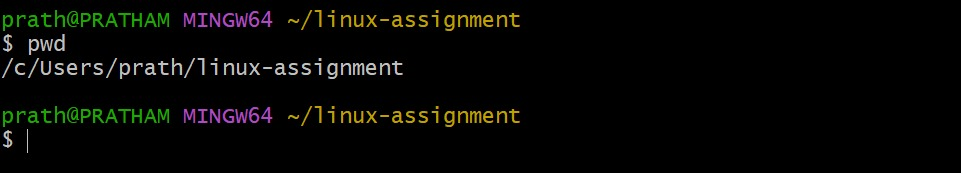 prath@PRATHAM MINGW64 ~/linux-assignment
$ pwd
/c/Users/prath/linux-assignment
prath@PRATHAM MINGW64 ~/linux-assignment
$